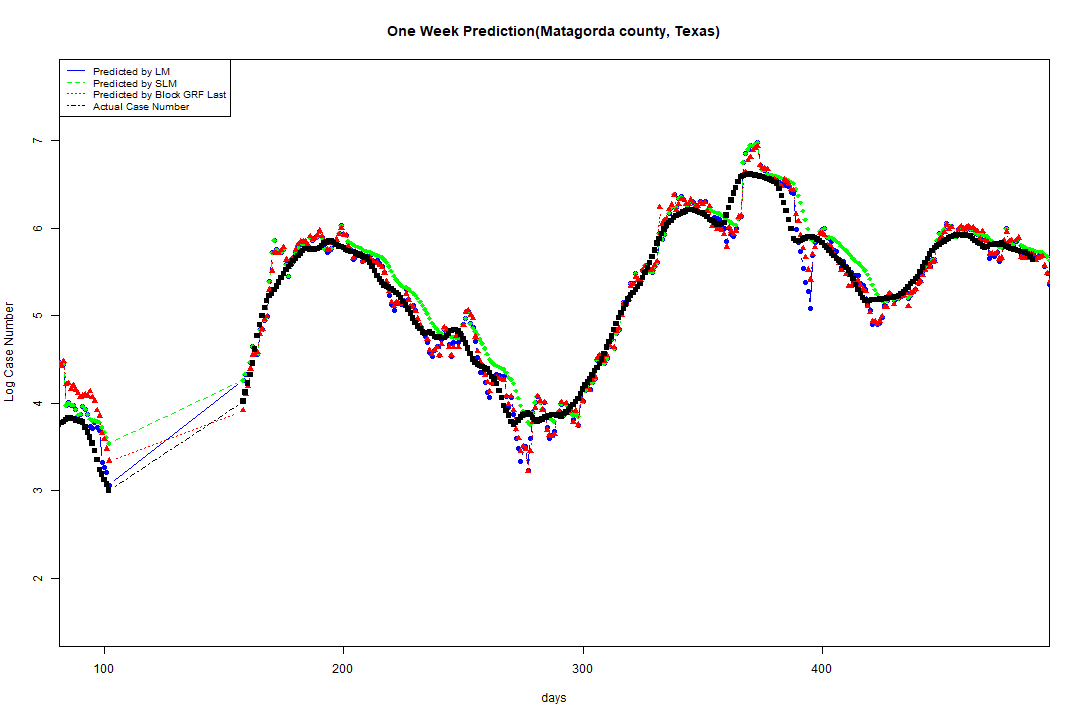 One Week Prediction(Matagorda county, Texas)
Predicted by LM
Predicted by SLM
Predicted by Block GRF Last
Actual Case Number
Log Case Number
7
6
5
4
3
2
100 200 300 400
days